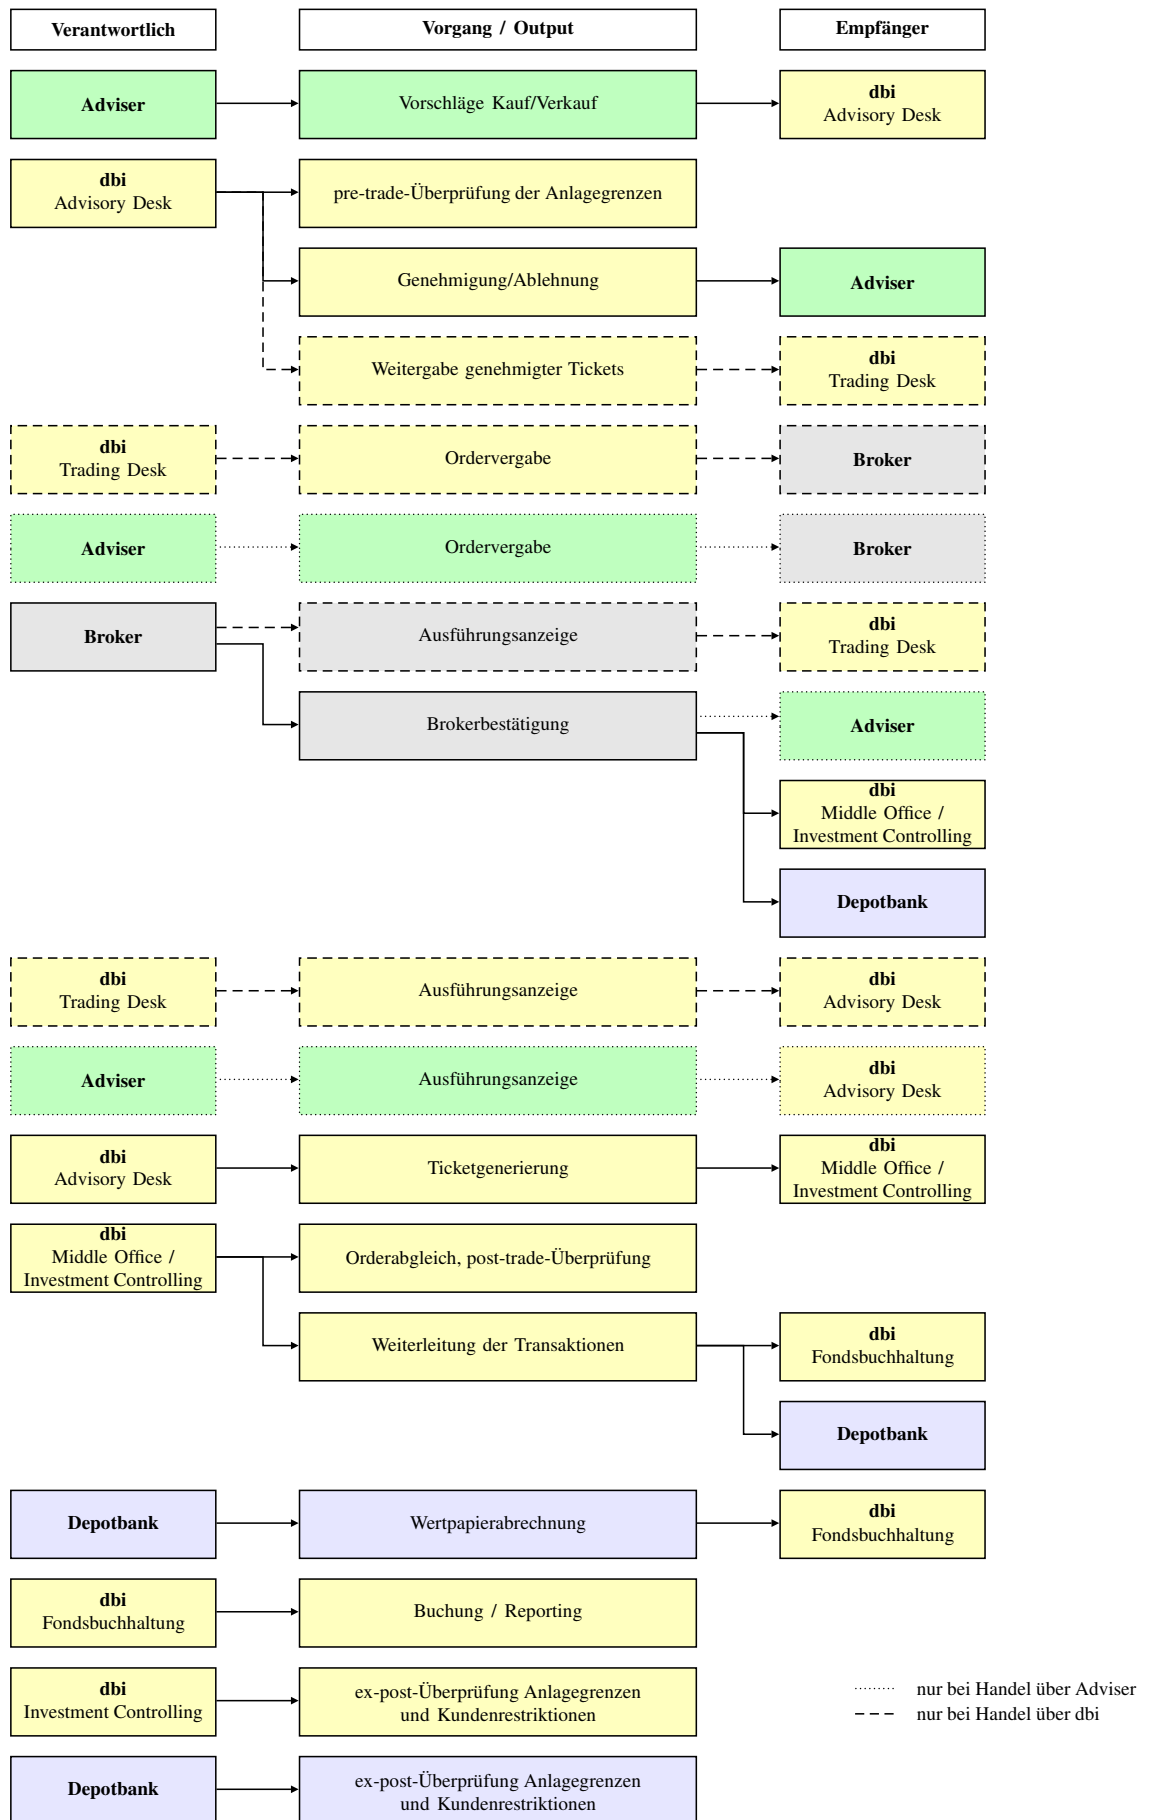 Verantwortlich
Vorgang / Output
Empfänger
Adviser
Vorschläge Kauf/Verkauf
dbi
Advisory Desk
dbi
Advisory Desk
pre-trade-Überprüfung der Anlagegrenzen
Genehmigung/Ablehnung
Adviser
Weitergabe genehmigter Tickets
dbi
Trading Desk
dbi
Trading Desk
Ordervergabe
Broker
Adviser
Ordervergabe
Broker
Broker
Ausführungsanzeige
dbi
Trading Desk
Brokerbestätigung
Adviser
dbi
Middle Office /
Investment Controlling
Depotbank
dbi
Trading Desk
Ausführungsanzeige
dbi
Advisory Desk
Adviser
Ausführungsanzeige
dbi
Advisory Desk
dbi
Advisory Desk
Ticketgenerierung
dbi
Middle Office /
Investment Controlling
dbi
Middle Office /
Investment Controlling
Orderabgleich, post-trade-Überprüfung
Weiterleitung der Transaktionen
dbi
Fondsbuchhaltung
Depotbank
Depotbank
Wertpapierabrechnung
dbi
Fondsbuchhaltung
dbi
Fondsbuchhaltung
Buchung / Reporting
dbi
Investment Controlling
ex-post-Überprüfung Anlagegrenzen
und Kundenrestriktionen
nur bei Handel über Adviser
nur bei Handel über dbi
Depotbank
ex-post-Überprüfung Anlagegrenzen
und Kundenrestriktionen